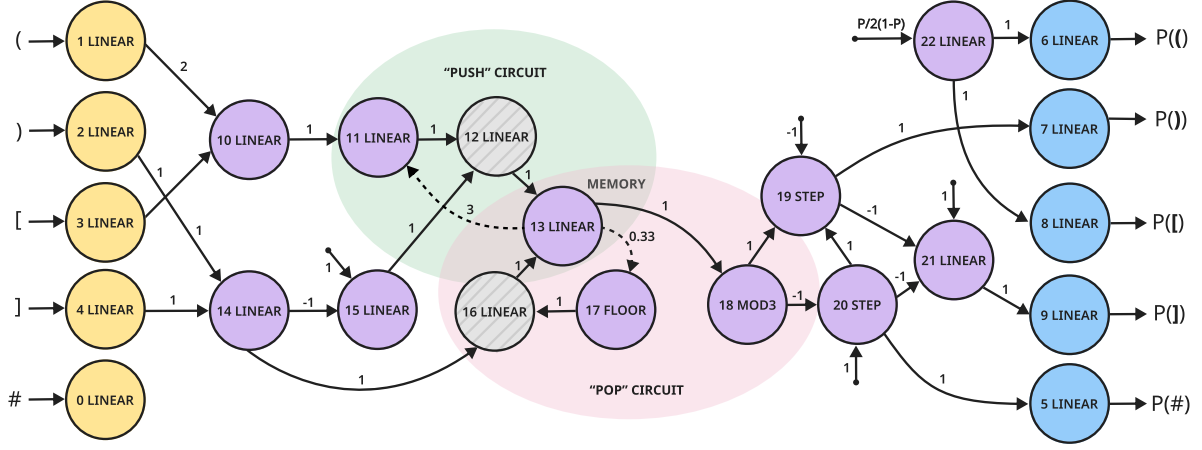 (
1 LINEAR
2
)
2 LINEAR
1
1
[
3 LINEAR
]
4 LINEAR
1
#
0 LINEAR
10 LINEAR
1
14 LINEAR
-1
1
“PUSH” CIRCUIT
11 LINEAR
1
12 LINEAR
1
3
1
1
15 LINEAR
MEMORY
13 LINEAR
1
0.33
1
16 LINEAR
1
17 FLOOR
“POP” CIRCUIT
18 MOD3
1
-1
-1
19 STEP
1
-1
1
20 STEP
-1
1
1
1
21 LINEAR
1
P/2(1-P)
22 LINEAR
1
1
6 LINEAR
P(()
7 LINEAR
P())
8 LINEAR
P([)
9 LINEAR
P(])
5 LINEAR
P(#)